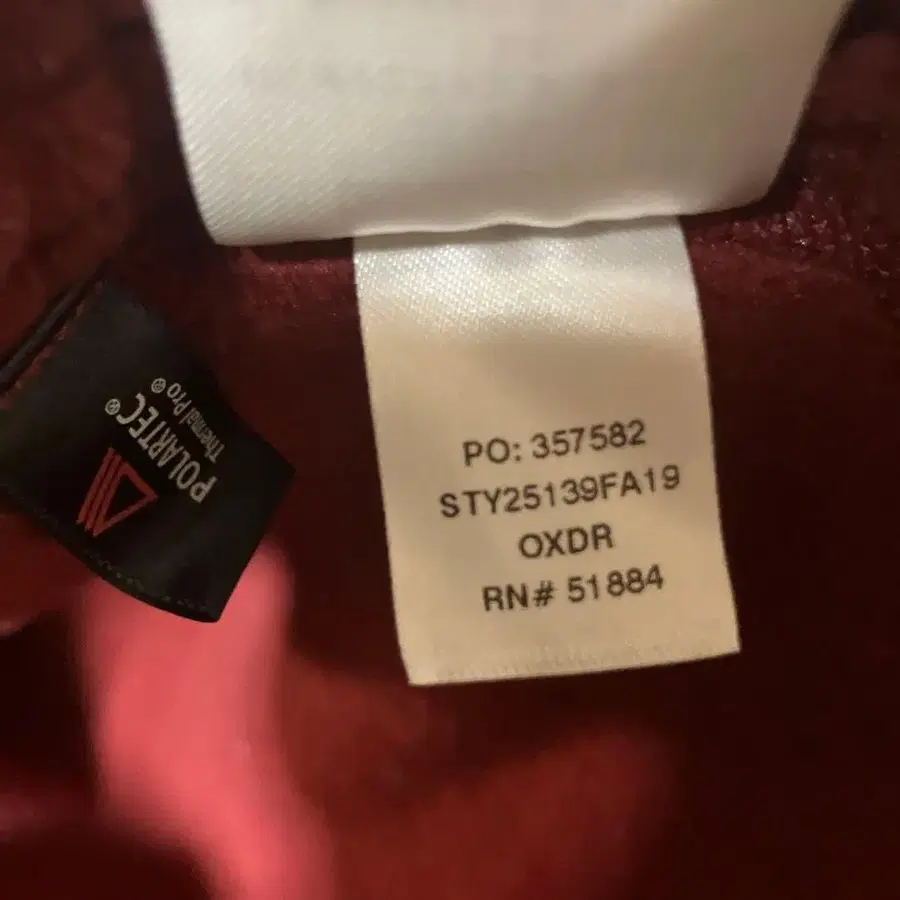 POLARTEC®
Thermal Pro®
PO: 357582
STY25139FA19
OXDR
RN# 51884